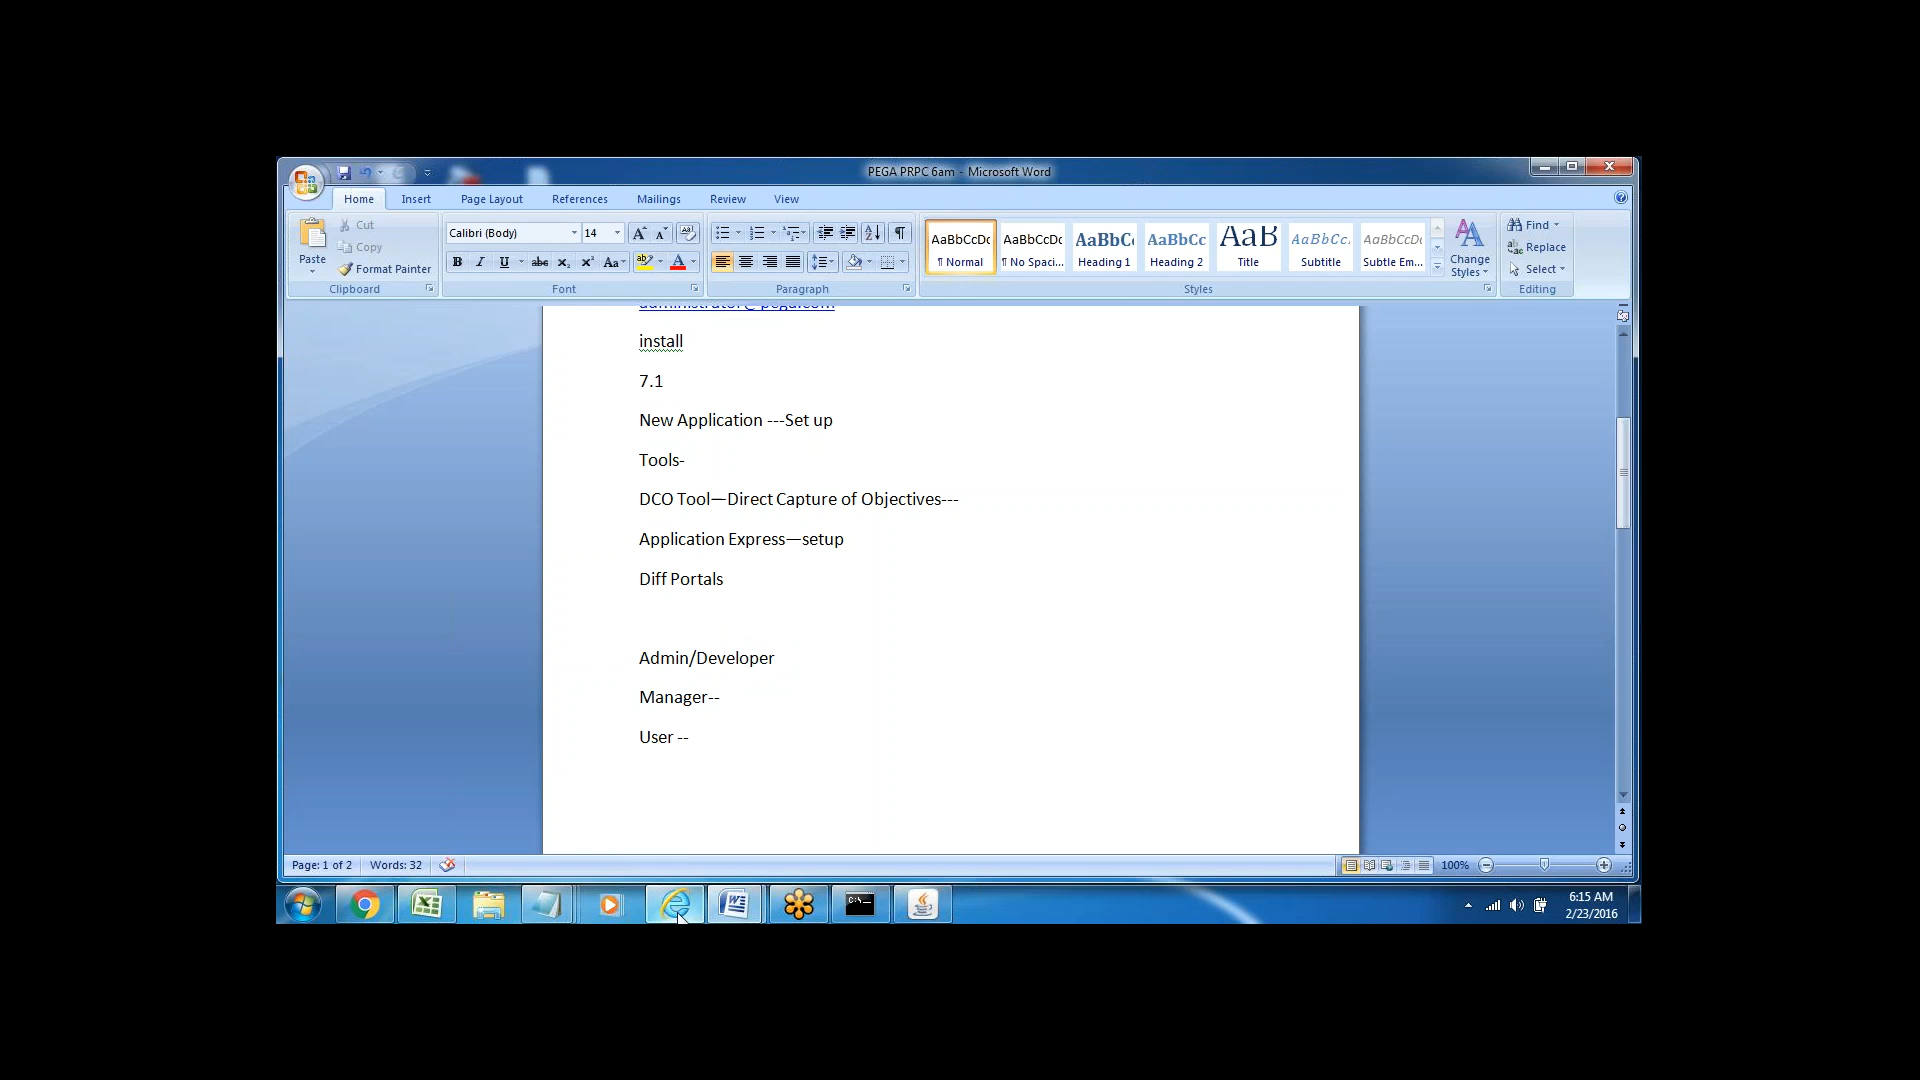 PEGA PRPC 6am - Microsoft Word
Home Insert Page Layout References Mailings Review View
Paste
Cut
Copy
Format Painter
Clipboard
Calibri (Body) 14
Font
Paragraph
AaBbCcDc AaBbCcDc AaBbC AaBbCc AaB AaBbCc. AaBbCcDc
¶ Normal ¶ No Spaci... Heading 1 Heading 2 Title Subtitle Subtle Em...
Change Styles
Styles
Find
Replace
Select
Editing
administrator@pega.com
install
7.1
New Application ---Set up
Tools-
DCO Tool—Direct Capture of Objectives---
Application Express—setup
Diff Portals
Admin/Developer
Manager--
User --
Page: 1 of 2 Words: 32 100%
6:15 AM
2/23/2016